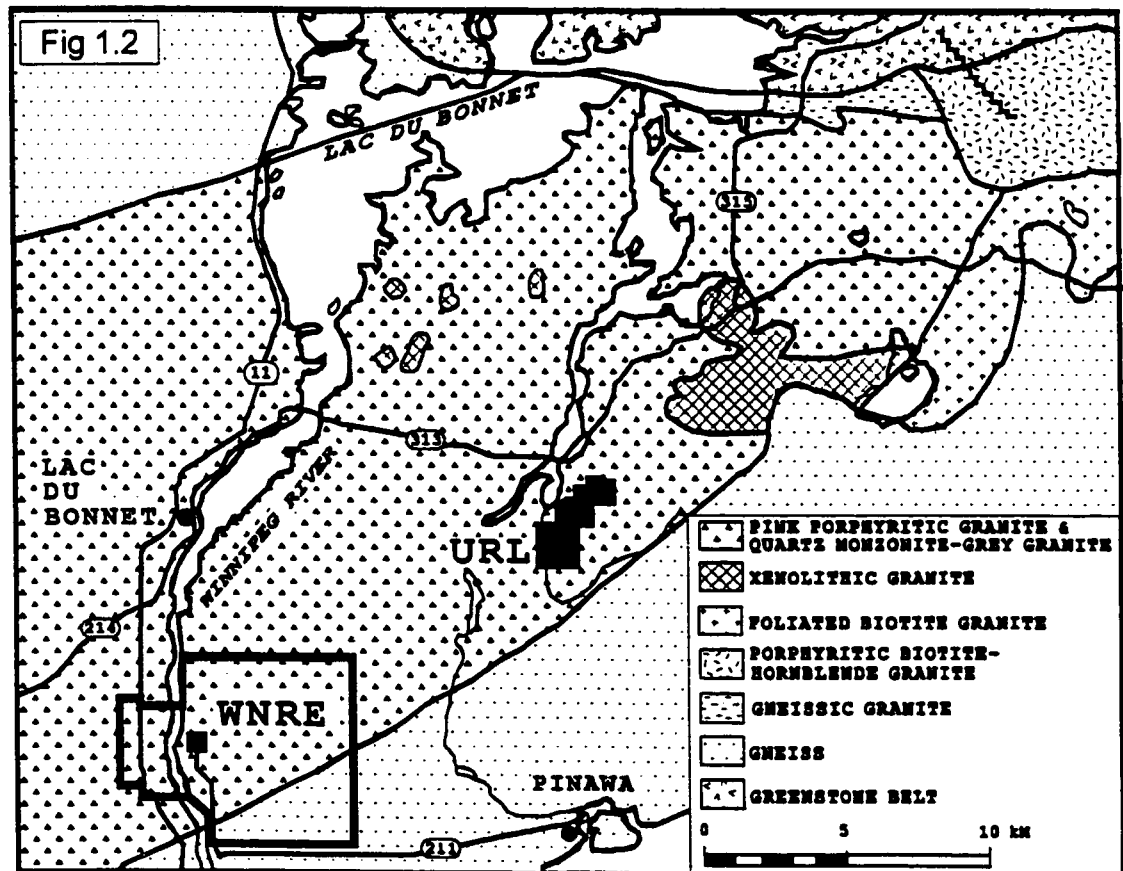 Fig 1.2
LAC DU BONNET
315
11
313
LAC
DU
BONNET
WINNIPEG RIVER
URL
214
WNRE
PINAWA
211
PINK PORPHYRITIC GRANITE &
QUARTZ MONZONITE-GREY GRANITE
XENOLITHIC GRANITE
FOLIATED BIOTITE GRANITE
PORPHYRITIC BIOTITE-
HORNBLENDE GRANITE
GNEISSIC GRANITE
GNEISS
GREENSTONE BELT
0 5 10 KM